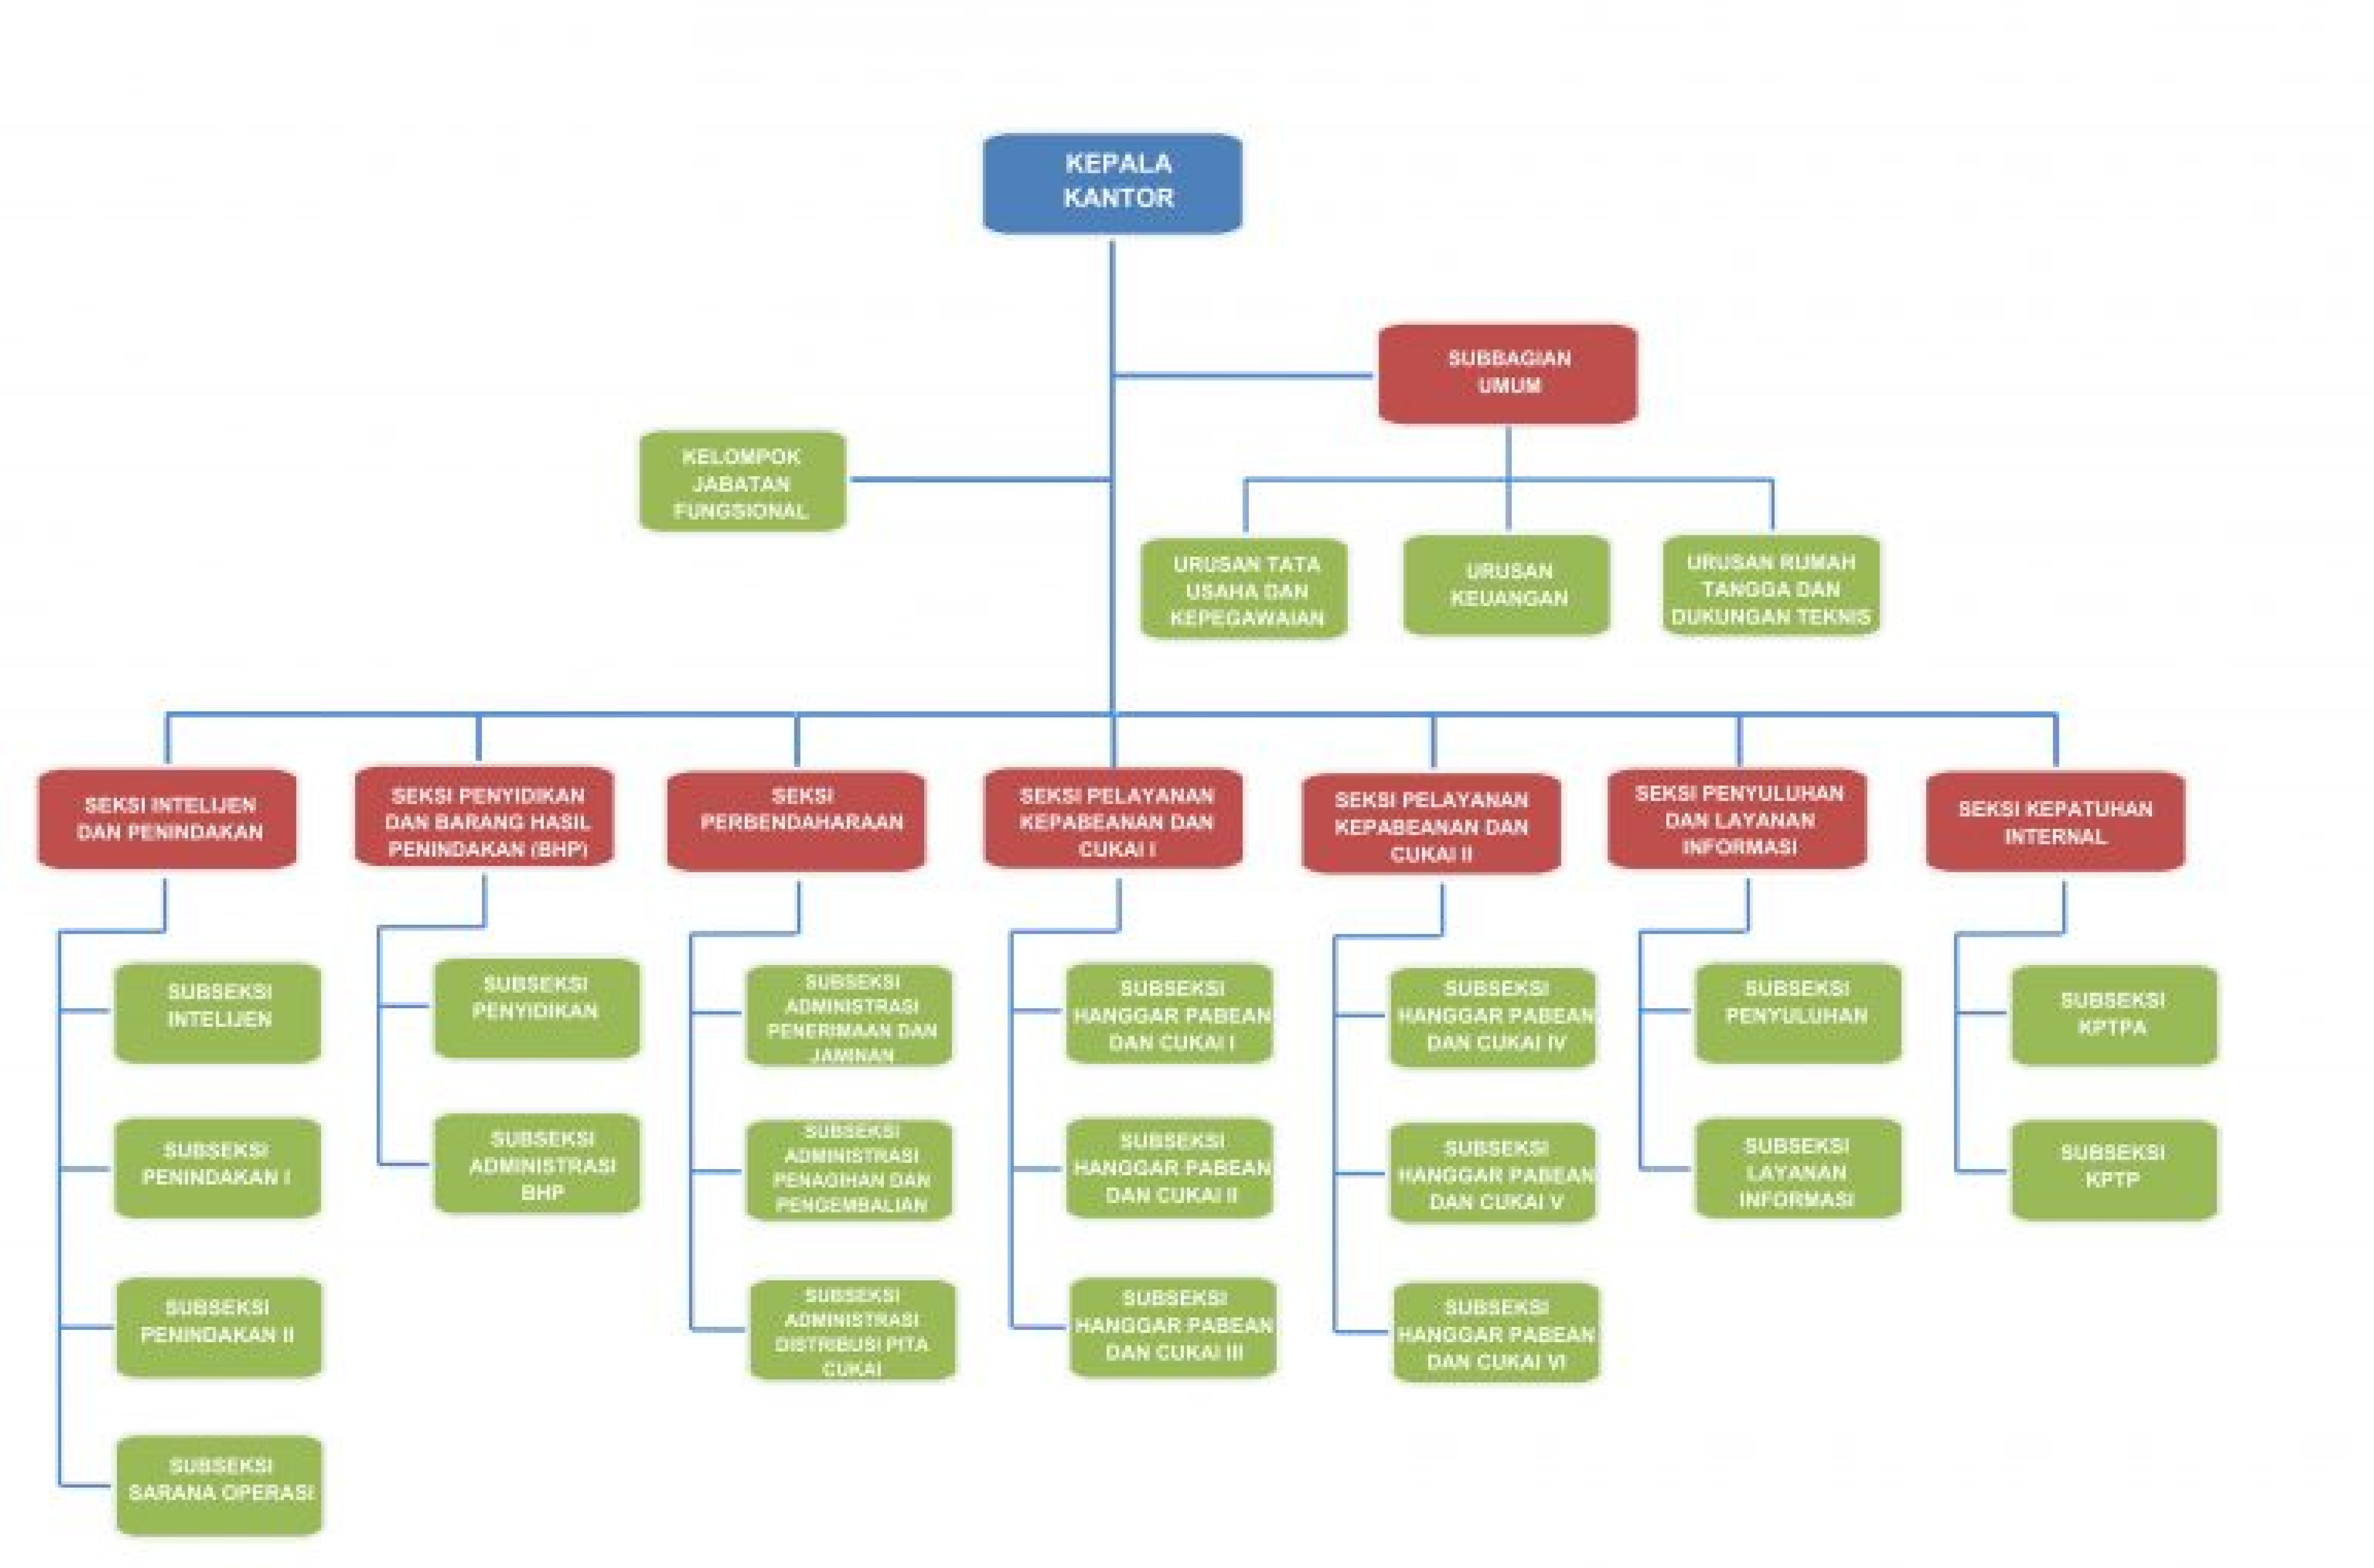 KEPALA
KANTOR
SUBBAGIAN
UMUM
KELOMPOK
JABATAN
FUNGSIONAL
URUSAN TATA
USAHA DAN
KEPEGAWAIAN
URUSAN
KEUANGAN
URUSAN RUMAH
TANGGA DAN
DUKUNGAN TEKNIS
SEKSI INTELIJEN
DAN PENINDAKAN
SEKSI PENYIDIKAN
DAN BARANG HASIL
PENINDAKAN (BHP)
SEKSI
PERBENDAHARAAN
SEKSI PELAYANAN
KEPABEANAN DAN
CUKAI I
SEKSI PELAYANAN
KEPABEANAN DAN
CUKAI II
SEKSI PENYULUHAN
DAN LAYANAN
INFORMASI
SEKSI KEPATUHAN
INTERNAL
SUBSEKSI
INTELIJEN
SUBSEKSI
PENYIDIKAN
SUBSEKSI
ADMINISTRASI
PENERIMAAN DAN
JAMINAN
SUBSEKSI
HANGGAR PABEAN
DAN CUKAI I
SUBSEKSI
HANGGAR PABEAN
DAN CUKAI IV
SUBSEKSI
PENYULUHAN
SUBSEKSI
KPTPA
SUBSEKSI
PENINDAKAN I
SUBSEKSI
ADMINISTRASI
BHP
SUBSEKSI
ADMINISTRASI
PENAGIHAN DAN
PENGEMBALIAN
SUBSEKSI
HANGGAR PABEAN
DAN CUKAI II
SUBSEKSI
HANGGAR PABEAN
DAN CUKAI V
SUBSEKSI
LAYANAN
INFORMASI
SUBSEKSI
KPTP
SUBSEKSI
PENINDAKAN II
SUBSEKSI
ADMINISTRASI
DISTRIBUSI PITA
CUKAI
SUBSEKSI
HANGGAR PABEAN
DAN CUKAI III
SUBSEKSI
HANGGAR PABEAN
DAN CUKAI VI
SUBSEKSI
SARANA OPERASI